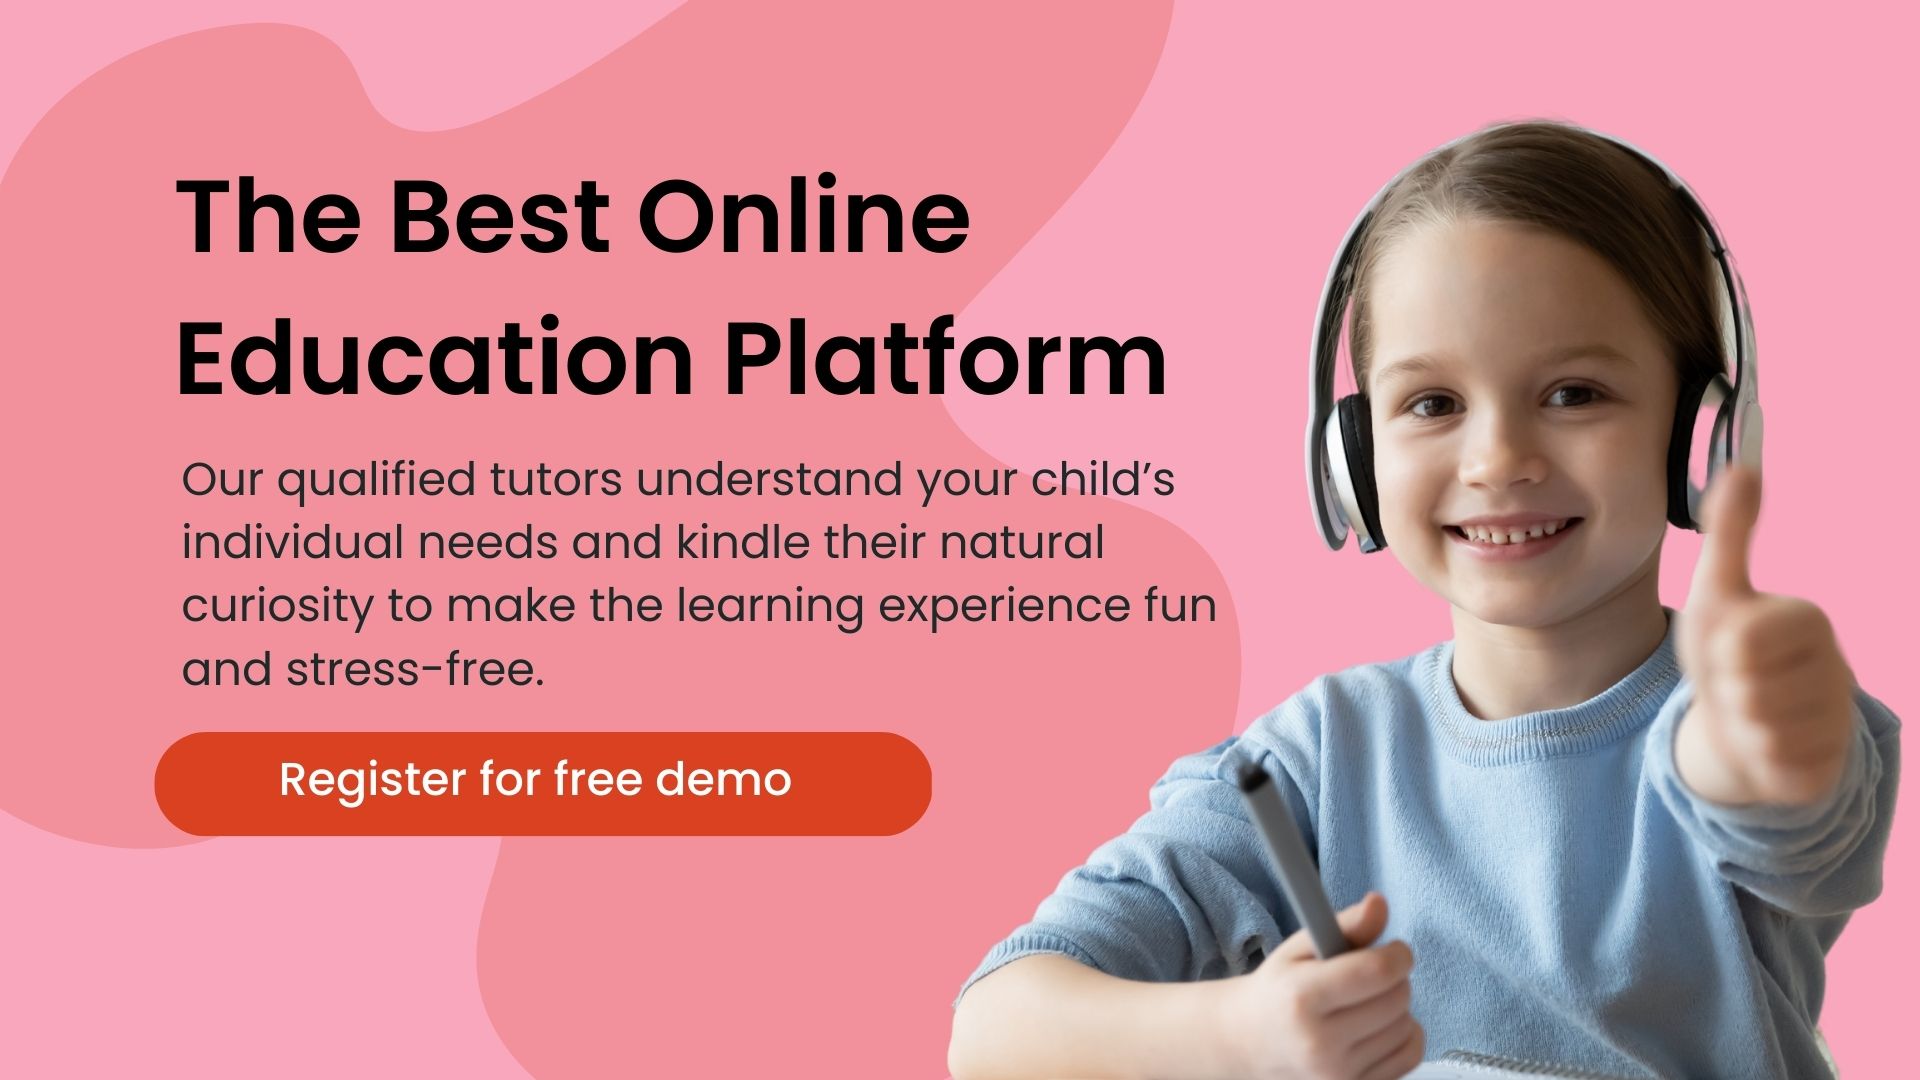 The Best Online
Education Platform
Our qualified tutors understand your child’s
individual needs and kindle their natural
curiosity to make the learning experience fun
and stress-free.
Register for free demo